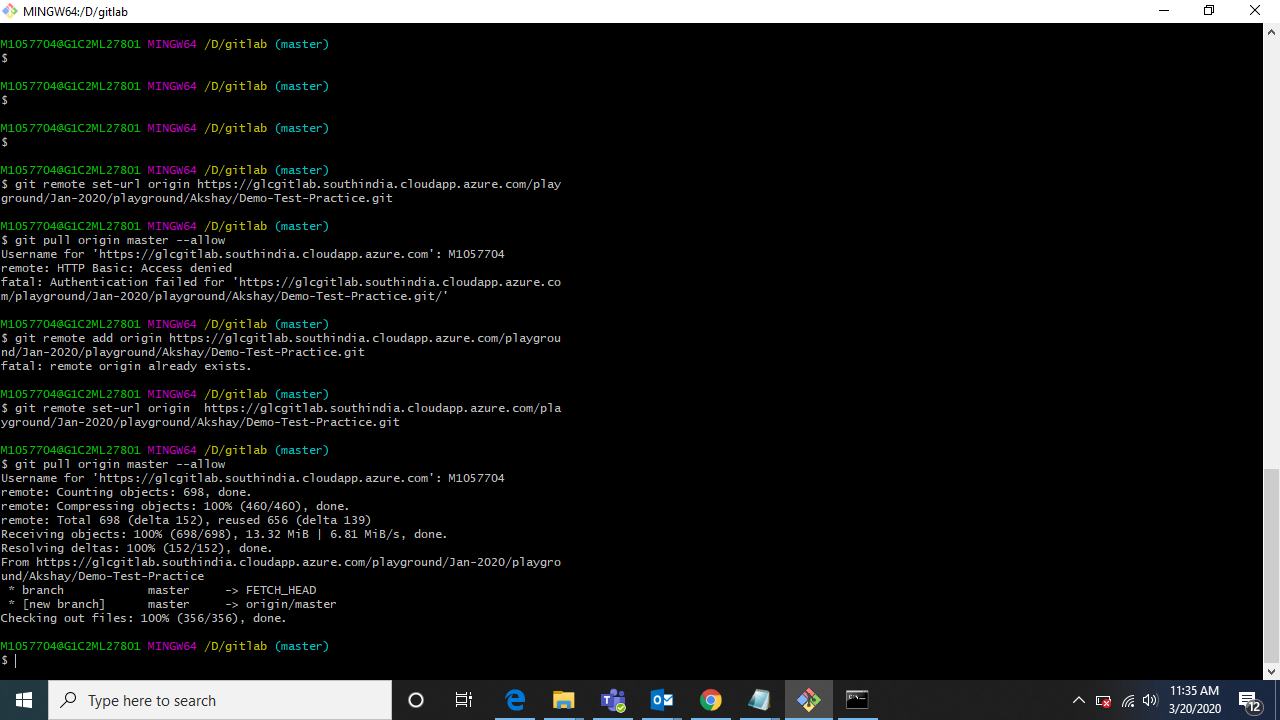 MINGW64:/D/gitlab
M1057704@G1C2ML27801 MINGW64 /D/gitlab (master)
$
M1057704@G1C2ML27801 MINGW64 /D/gitlab (master)
$
M1057704@G1C2ML27801 MINGW64 /D/gitlab (master)
$
M1057704@G1C2ML27801 MINGW64 /D/gitlab (master)
$ git remote set-url origin https://glcgitlab.southindia.cloudapp.azure.com/play
ground/Jan-2020/playground/Akshay/Demo-Test-Practice.git
M1057704@G1C2ML27801 MINGW64 /D/gitlab (master)
$ git pull origin master --allow
Username for 'https://glcgitlab.southindia.cloudapp.azure.com': M1057704
remote: HTTP Basic: Access denied
fatal: Authentication failed for 'https://glcgitlab.southindia.cloudapp.azure.co
m/playground/Jan-2020/playground/Akshay/Demo-Test-Practice.git/'
M1057704@G1C2ML27801 MINGW64 /D/gitlab (master)
$ git remote add origin https://glcgitlab.southindia.cloudapp.azure.com/playgrou
nd/Jan-2020/playground/Akshay/Demo-Test-Practice.git
fatal: remote origin already exists.
M1057704@G1C2ML27801 MINGW64 /D/gitlab (master)
$ git remote set-url origin  https://glcgitlab.southindia.cloudapp.azure.com/pla
yground/Jan-2020/playground/Akshay/Demo-Test-Practice.git
M1057704@G1C2ML27801 MINGW64 /D/gitlab (master)
$ git pull origin master --allow
Username for 'https://glcgitlab.southindia.cloudapp.azure.com': M1057704
remote: Counting objects: 698, done.
remote: Compressing objects: 100% (460/460), done.
remote: Total 698 (delta 152), reused 656 (delta 139)
Receiving objects: 100% (698/698), 13.32 MiB | 6.81 MiB/s, done.
Resolving deltas: 100% (152/152), done.
From https://glcgitlab.southindia.cloudapp.azure.com/playground/Jan-2020/playgro
und/Akshay/Demo-Test-Practice
 * branch            master     -> FETCH_HEAD
 * [new branch]      master     -> origin/master
Checking out files: 100% (356/356), done.
M1057704@G1C2ML27801 MINGW64 /D/gitlab (master)
$
Type here to search
11:35 AM
3/20/2020
12